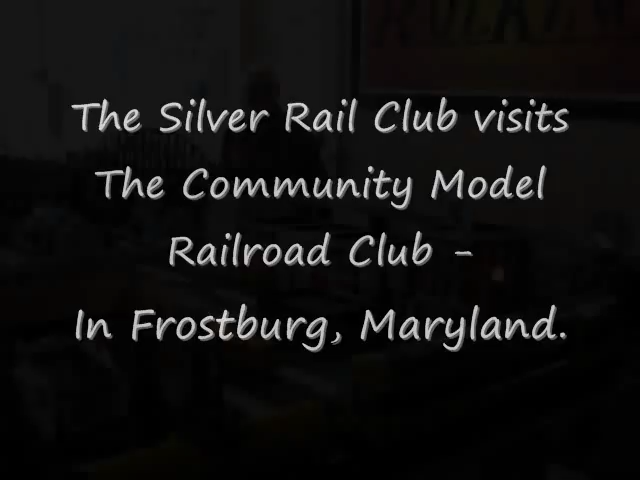 The Silver Rail Club visits
The Community Model
Railroad Club -
In Frostburg, Maryland.